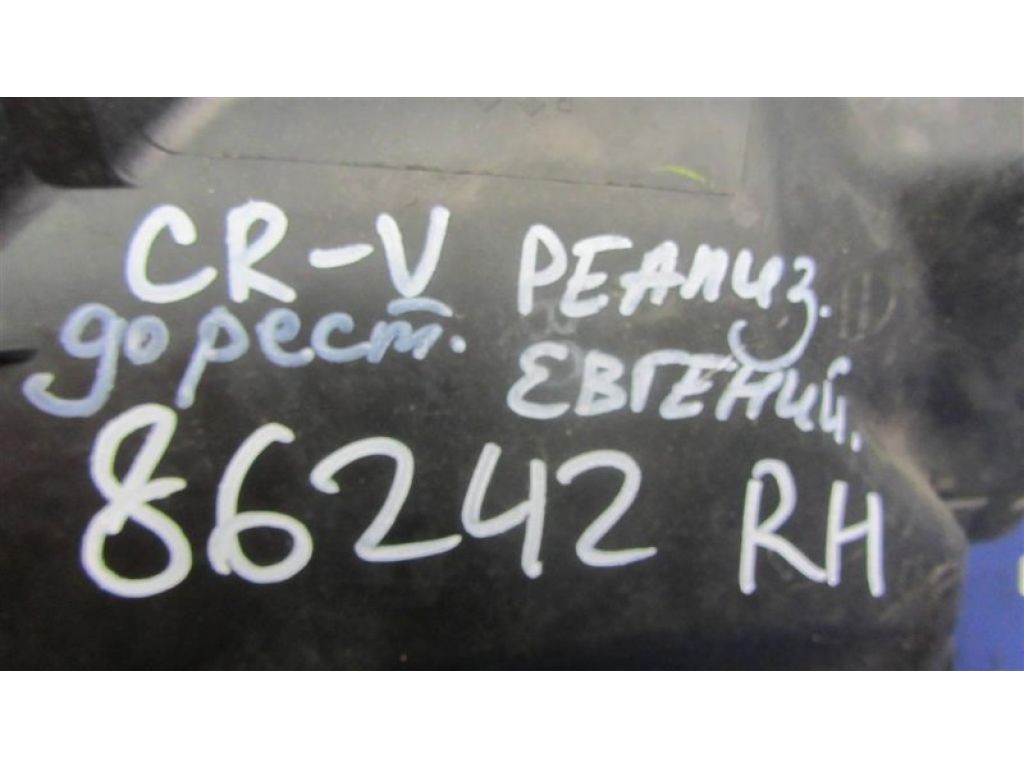 CR-V РЕАЛИЗ.
дорест. ЕВГЕНИЙ.
86242 RH